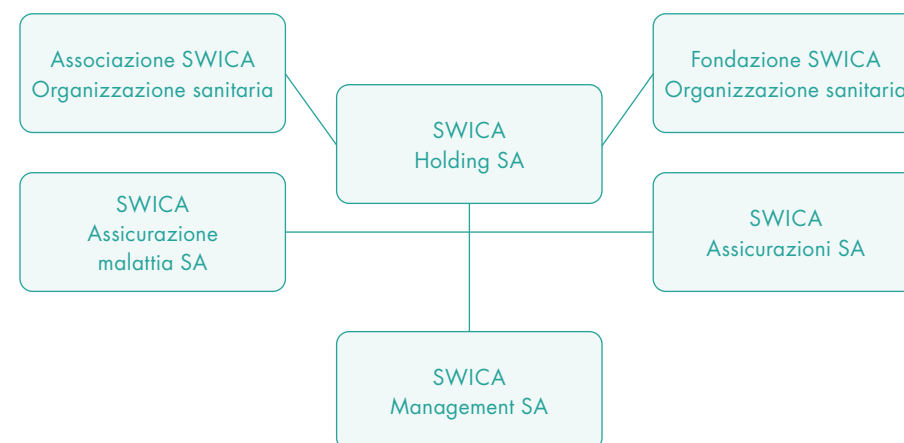 Associazione SWICA
Organizzazione sanitaria
Fondazione SWICA
Organizzazione sanitaria
SWICA
Holding SA
SWICA
Assicurazione
malattia SA
SWICA
Assicurazioni SA
SWICA
Management SA